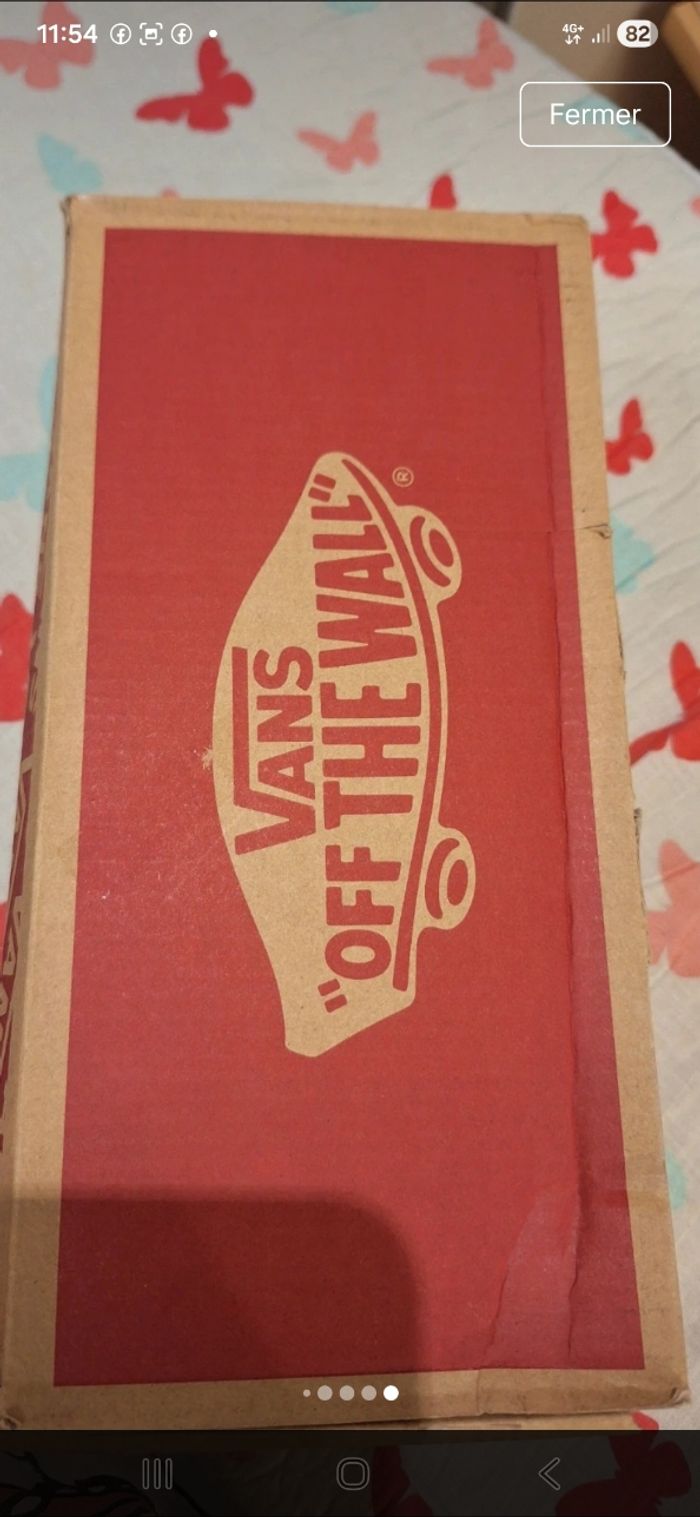 11:54
4G+
82
Fermer
VANS
"OFF THE WALL"
®